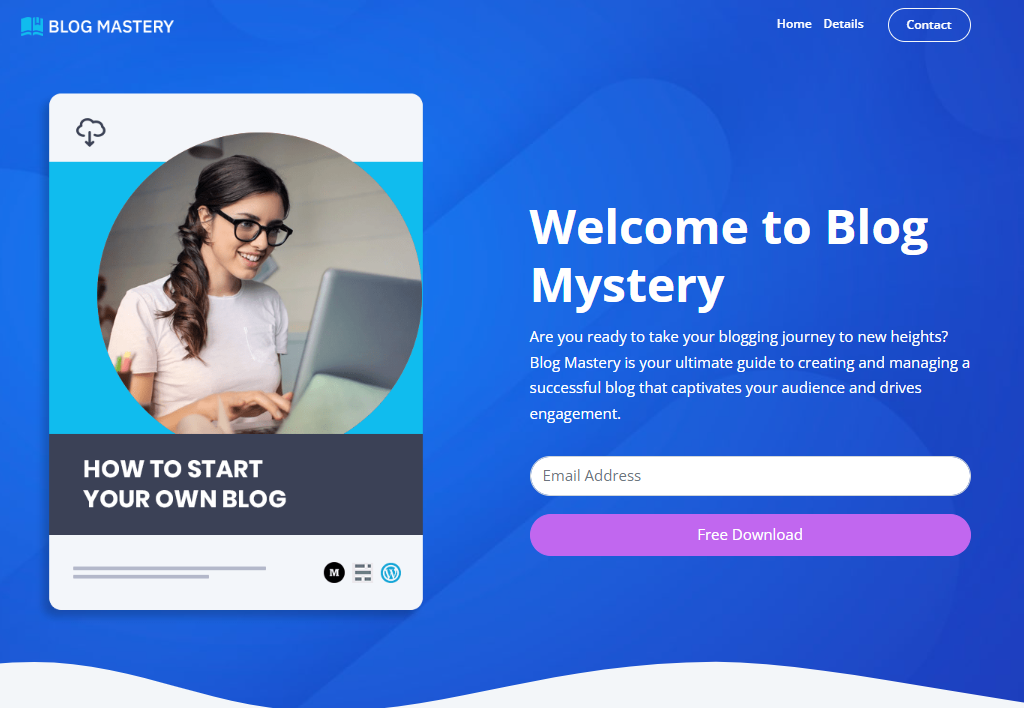 BLOG MASTERY
Home Details Contact
HOW TO START
YOUR OWN BLOG
M
Welcome to Blog
Mystery
Are you ready to take your blogging journey to new heights?
Blog Mastery is your ultimate guide to creating and managing a
successful blog that captivates your audience and drives
engagement.
Email Address
Free Download